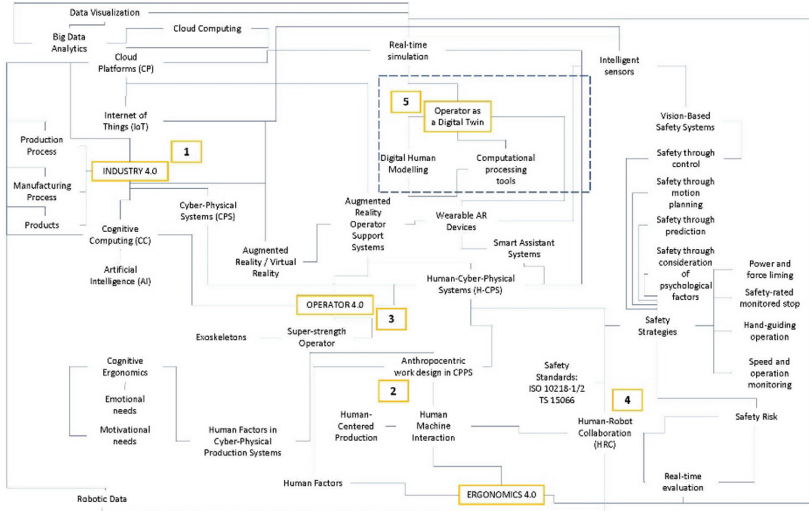 Data Visualization
Big Data
Analytics
Cloud Computing
Cloud
Platforms (CP)
Real-time
simulation
Intelligent
sensors
Internet of
Things (IoT)
5
Operator as
a Digital Twin
Vision-Based
Safety Systems
Production
Process
1
INDUSTRY 4.0
Digital Human
Modelling
Computational
processing
tools
Safety through
control
Manufacturing
Process
Safety through
motion
planning
Products
Cyber-Physical
Systems (CPS)
Augmented
Reality
Operator
Support
Systems
Wearable AR
Devices
Safety through
prediction
Cognitive
Computing (CC)
Augmented
Reality / Virtual
Reality
Smart Assistant
Systems
Safety through
consideration
of
psychological
factors
Artificial
Intelligence (AI)
Human-Cyber-Physical
Systems (H-CPS)
Power and
force liming
Safety-rated
monitored stop
OPERATOR 4.0
3
Exoskeletons
Super-strength
Operator
Safety
Strategies
Hand-guiding
operation
Cognitive
Ergonomics
Anthropocentric
work design in CPPS
Safety
Standards:
ISO 10218-1/2
TS 15066
Speed and
operation
monitoring
Emotional
needs
2
4
Motivational
needs
Human Factors in
Cyber-Physical
Production Systems
Human-
Centered
Production
Human
Machine
Interaction
Human-Robot
Collaboration
(HRC)
Safety Risk
Human Factors
Real-time
evaluation
Robotic Data
ERGONOMICS 4.0